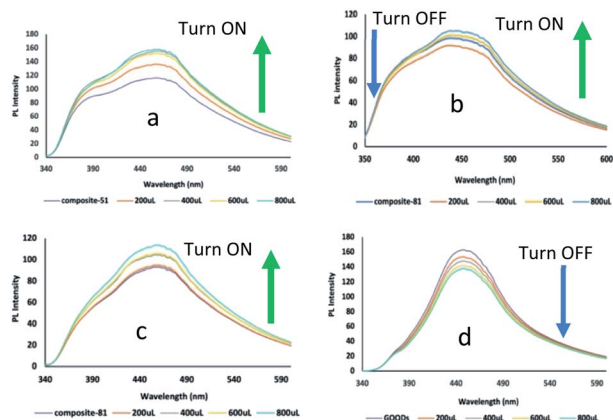 Turn ON
PL Intensity
180
160
140
120
100
80
60
40
20
0
a
340 390 440 490 540 590
Wavelength (nm)
composite-51 200uL 400uL 600uL 800uL
Turn OFF Turn ON
PL Intensity
120
100
80
60
40
20
0
b
350 400 450 500 550 600
Wavelength (nm)
composite-81 200uL 400uL 600uL 800uL
Turn ON
PL Intensity
120
100
80
60
40
20
0
c
340 390 440 490 540 590
Wavelength (nm)
composite-81 200uL 400uL 600uL 800uL
Turn OFF
PL Intensity
180
160
140
120
100
80
60
40
20
0
d
340 390 440 490 540 590
Wavelength (nm)
GOQDs 200uL 400uL 600uL 800uL